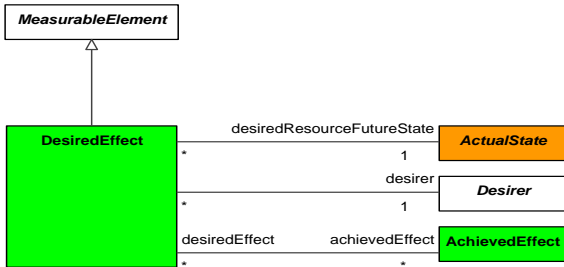 MeasurableElement
DesiredEffect
desiredResourceFutureState
ActualState
*
1
desirer
Desirer
*
1
desiredEffect
achievedEffect
AchievedEffect
*
*